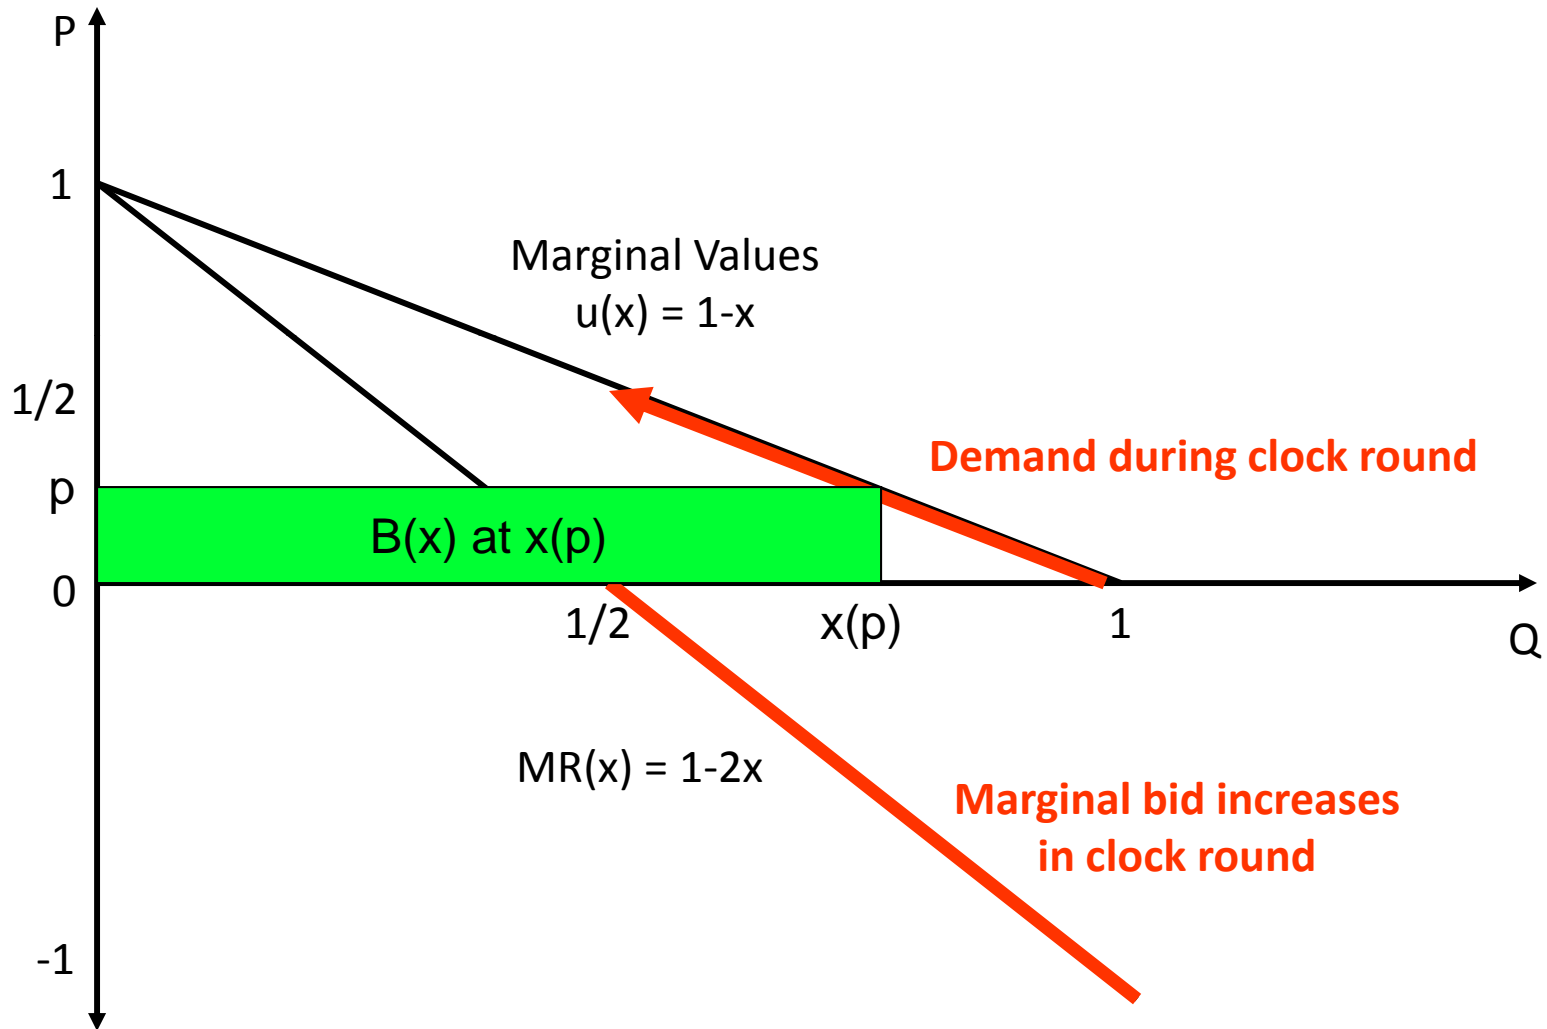 P
1
Marginal Values
u(x) = 1-x
1/2
Demand during clock round
p
B(x) at x(p)
0
1/2
x(p)
1
Q
MR(x) = 1-2x
Marginal bid increases
in clock round
-1